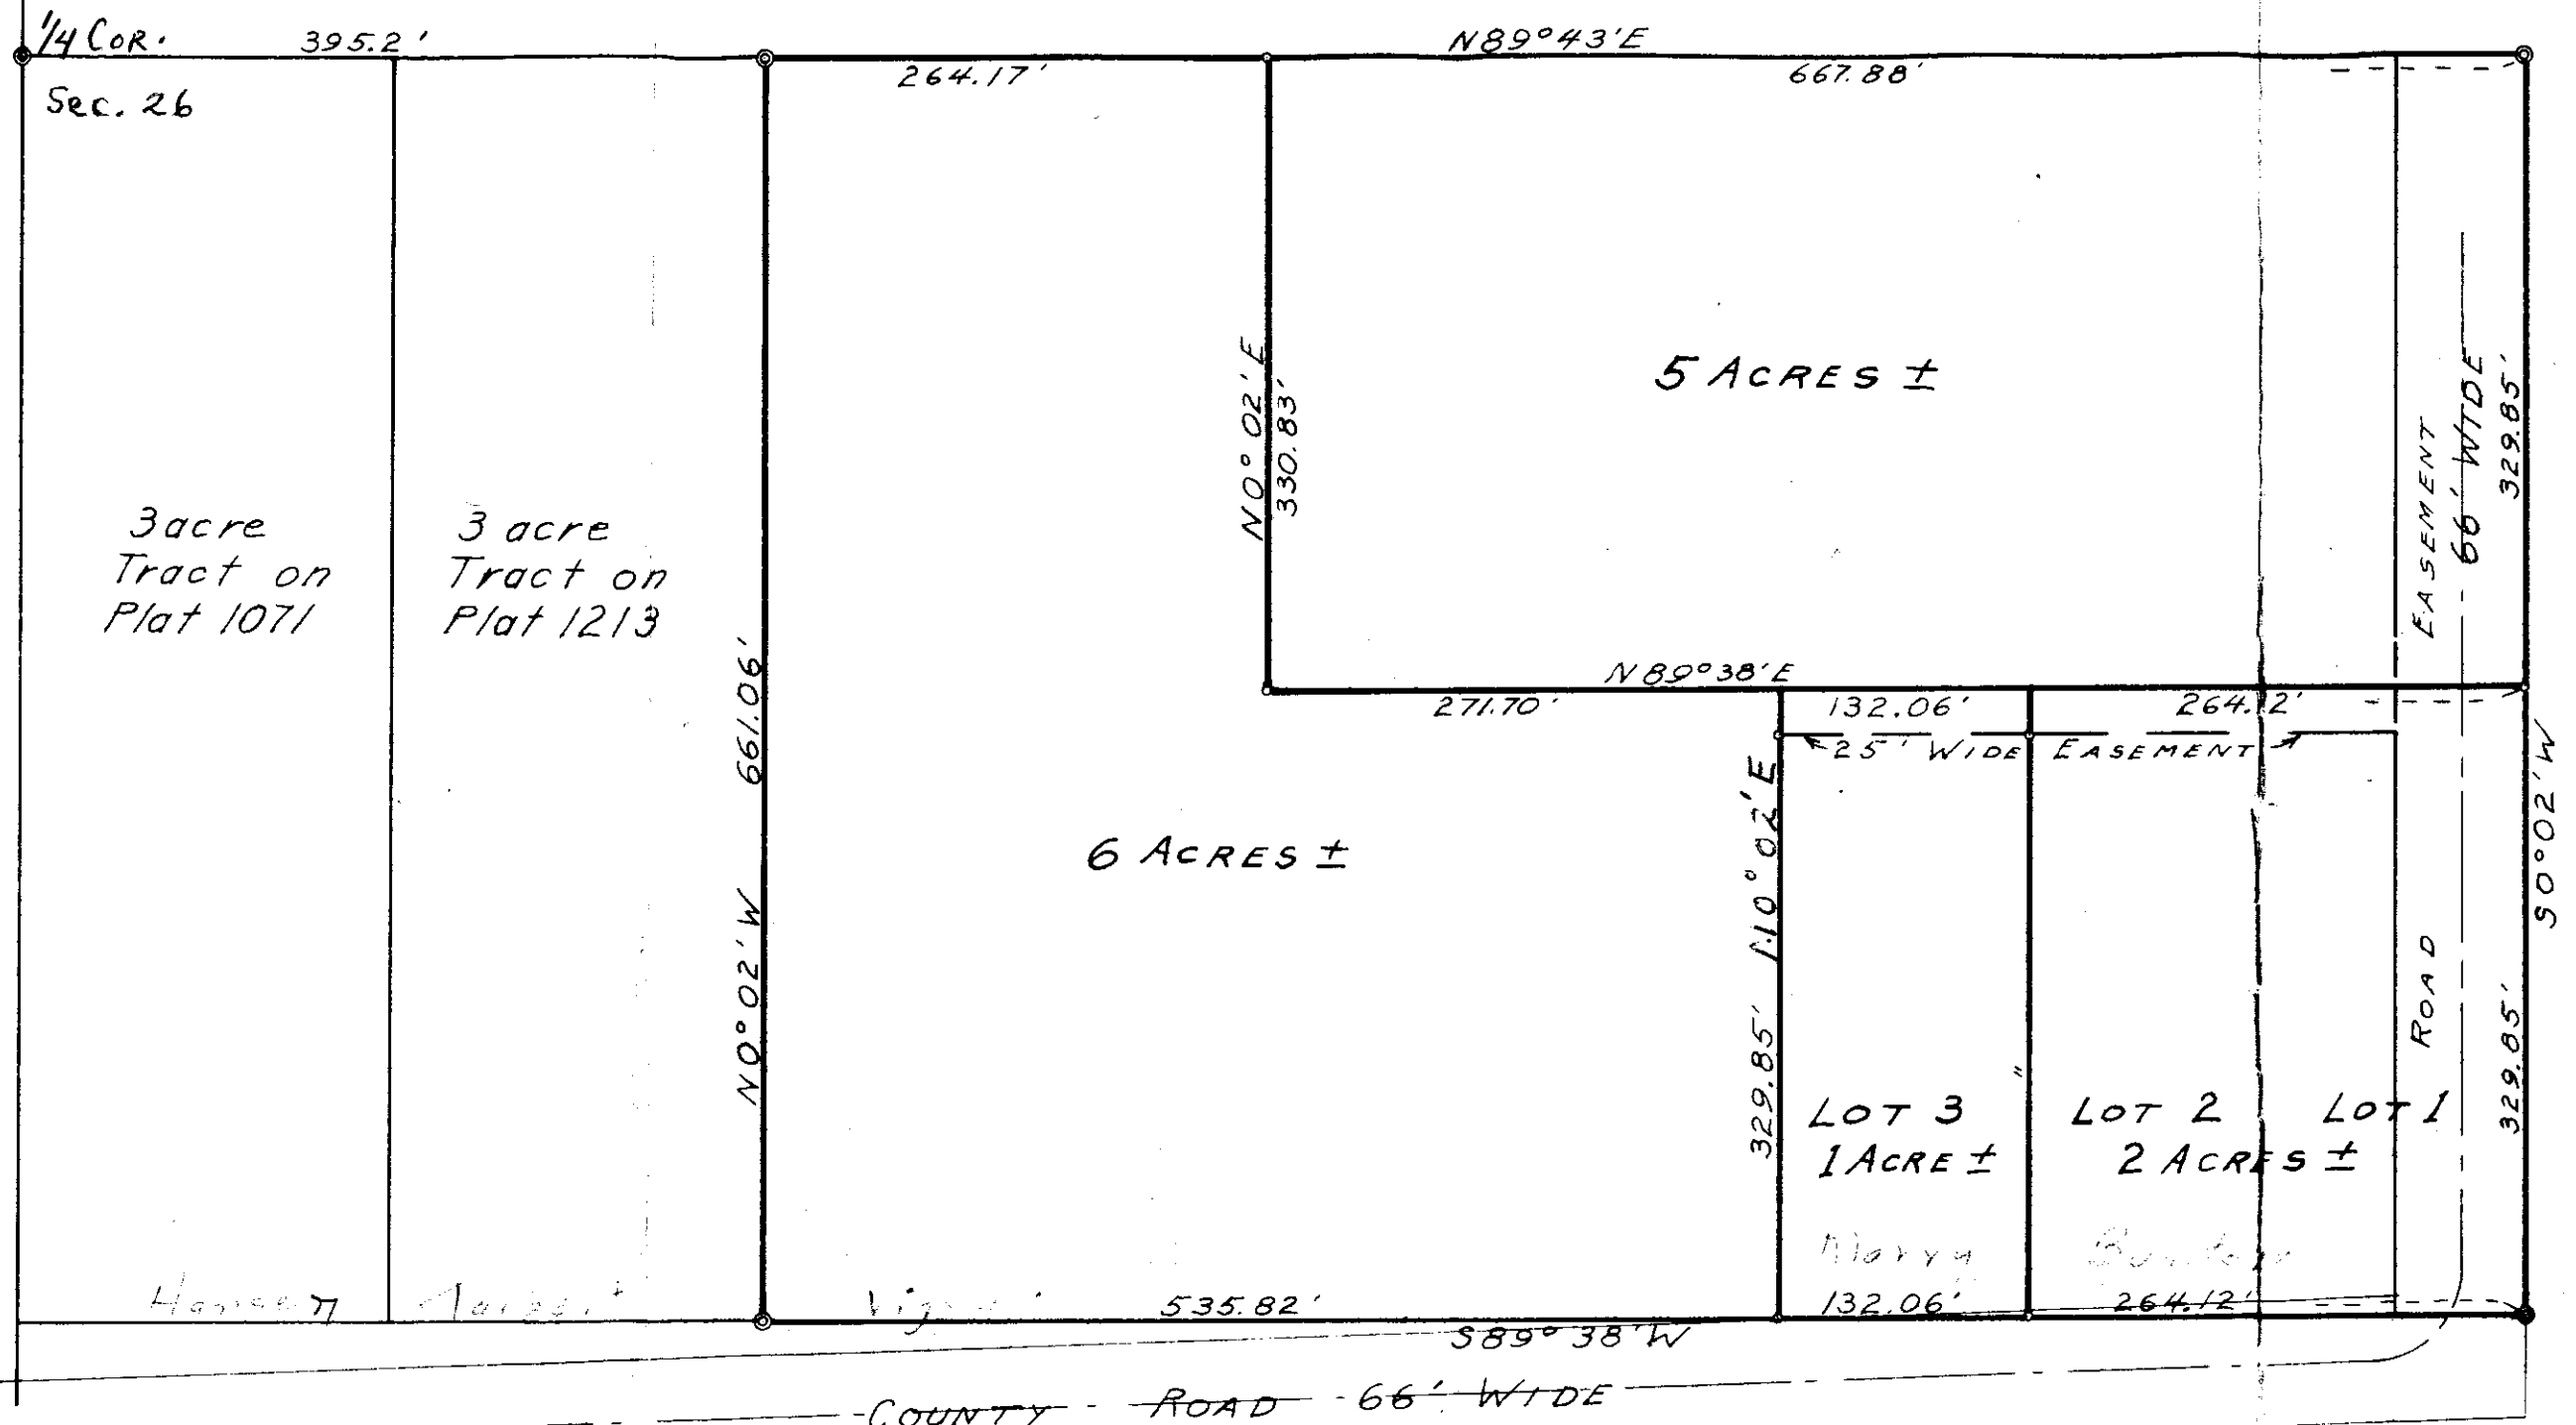 1/4 COR.
395.2'
N89°43'E
264.17'
667.88'
Sec. 26
N0°02'E
330.83'
5 ACRES ±
EASEMENT
66' WIDE
329.85'
3 acre
Tract on
Plat 1071
3 acre
Tract on
Plat 1213
661.06'
N0°02'W
N89°38'E
271.70'
132.06'
264.12'
25' WIDE EASEMENT
S0°02'W
6 ACRES ±
N0°02'E
329.85'
ROAD
329.85'
LOT 3
1 ACRE ±
LOT 2
LOT 1
2 ACRES ±
Hansen
535.82'
132.06'
264.12'
S89°38'W
COUNTY ROAD - 66' WIDE